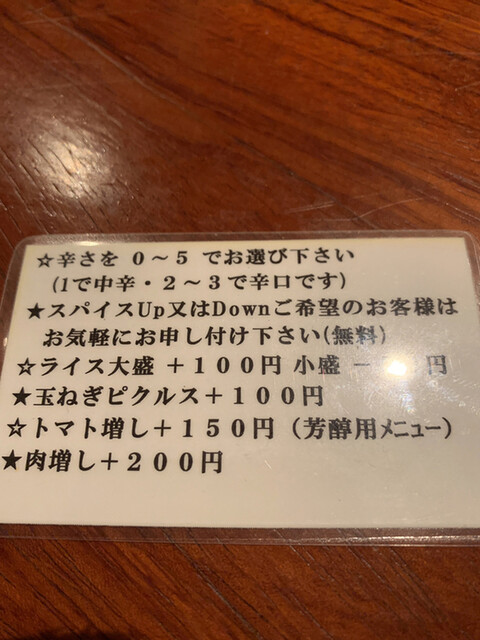 ☆辛さを 0～5 でお選び下さい
(1で中辛・2～3で辛口です)
★スパイスUp又はDownご希望のお客様は
お気軽にお申し付け下さい(無料)
☆ライス大盛 ＋100円 小盛 － 円
★玉ねぎピクルス＋100円
☆トマト増し＋150円 (芳醇用メニュー)
★肉増し＋200円